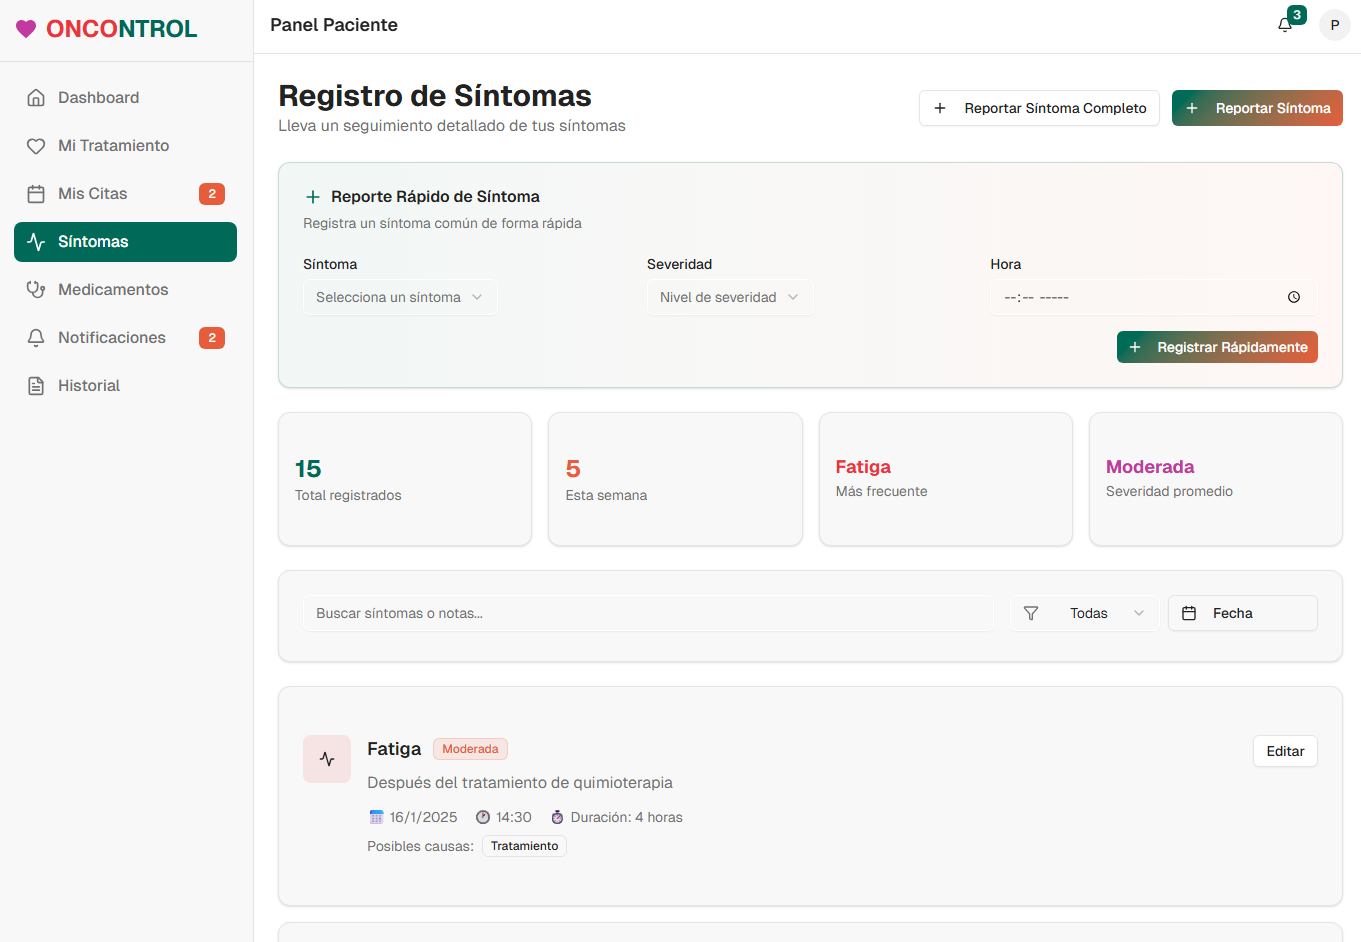 ONCONTROL
Panel Paciente
3
P
Dashboard
Mi Tratamiento
Mis Citas
2
Síntomas
Medicamentos
Notificaciones
2
Historial
Registro de Síntomas
Lleva un seguimiento detallado de tus síntomas
Reportar Síntoma Completo
Reportar Síntoma
Reporte Rápido de Síntoma
Registra un síntoma común de forma rápida
Síntoma
Severidad
Hora
Selecciona un síntoma
Nivel de severidad
--:-- -----
Registrar Rápidamente
15
Total registrados
5
Esta semana
Fatiga
Más frecuente
Moderada
Severidad promedio
Buscar síntomas o notas...
Todas
Fecha
Fatiga
Moderada
Editar
Después del tratamiento de quimioterapia
16/1/2025
14:30
Duración: 4 horas
Posibles causas:
Tratamiento